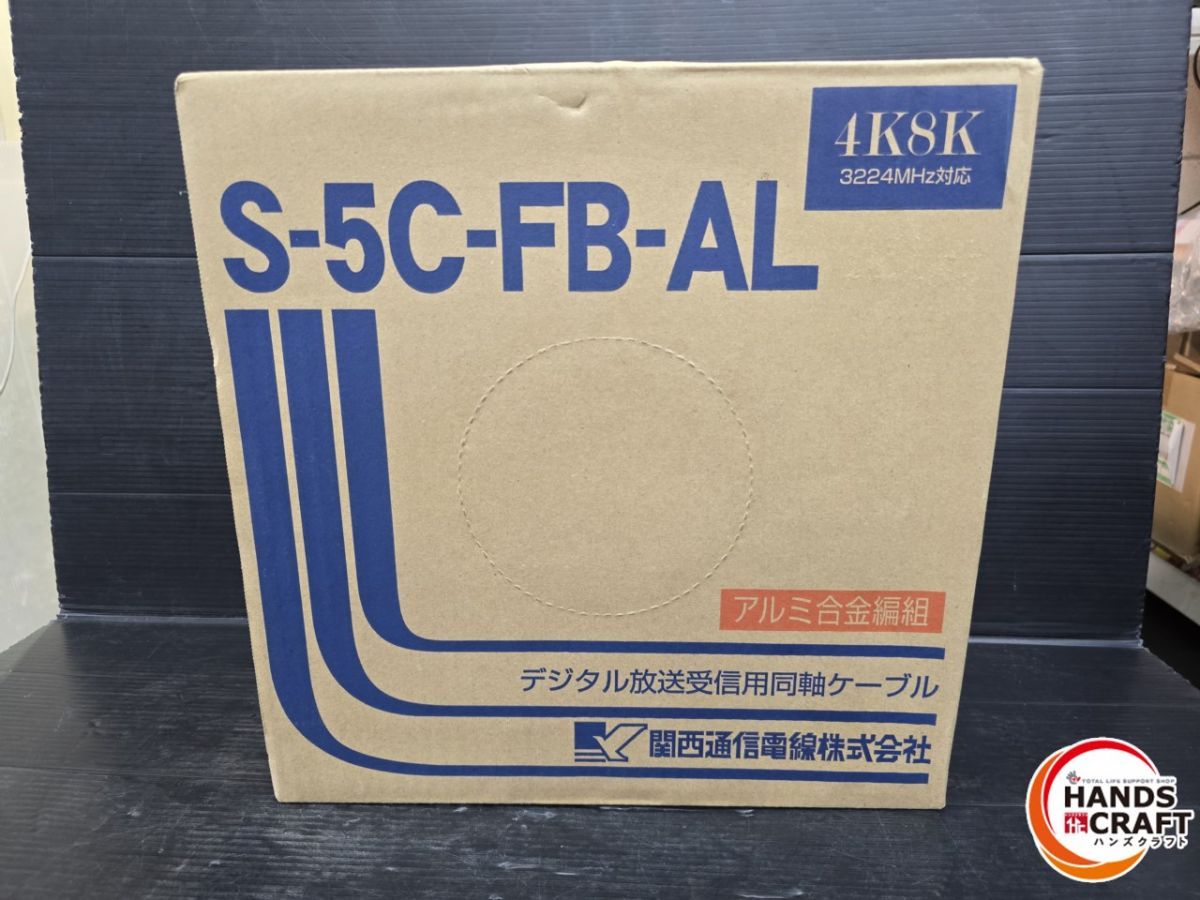 4K8K
3224MHz対応
S-5C-FB-AL
アルミ合金編組
デジタル放送受信用同軸ケーブル
関西通信電線株式会社
TOTAL LIFE SUPPORT SHOP
HANDS
CRAFT
ハンズクラフト